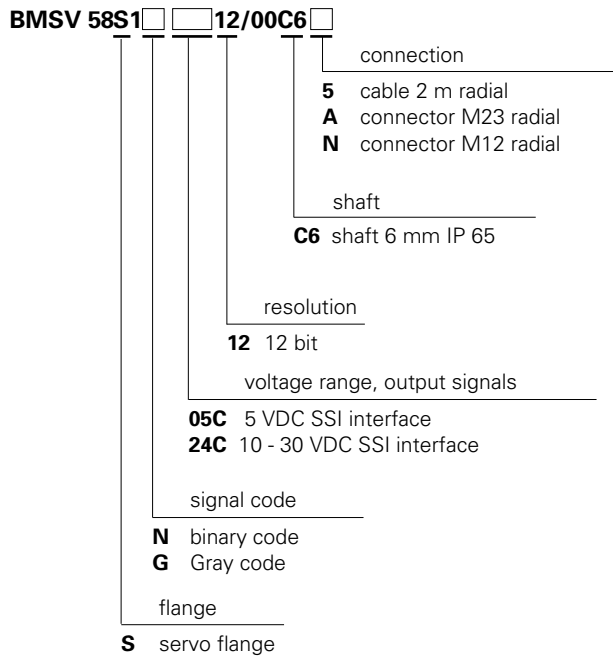 BMSV 58S1 12/00C6
connection
5 cable 2 m radial
A connector M23 radial
N connector M12 radial
shaft
C6 shaft 6 mm IP 65
resolution
12 12 bit
voltage range, output signals
05C 5 VDC SSI interface
24C 10 - 30 VDC SSI interface
signal code
N binary code
G Gray code
flange
S servo flange